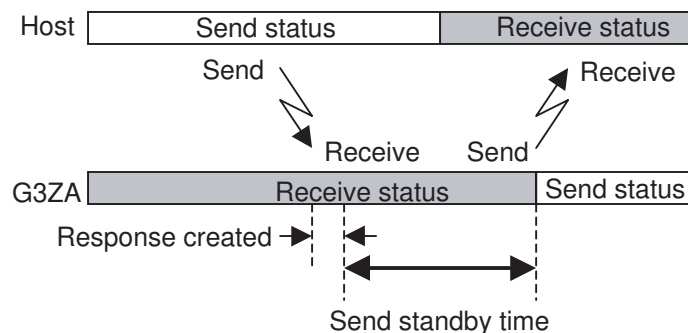 Host
Send status
Receive status
Send
Receive
Receive
Send
G3ZA
Receive status
Send status
Response created
Send standby time